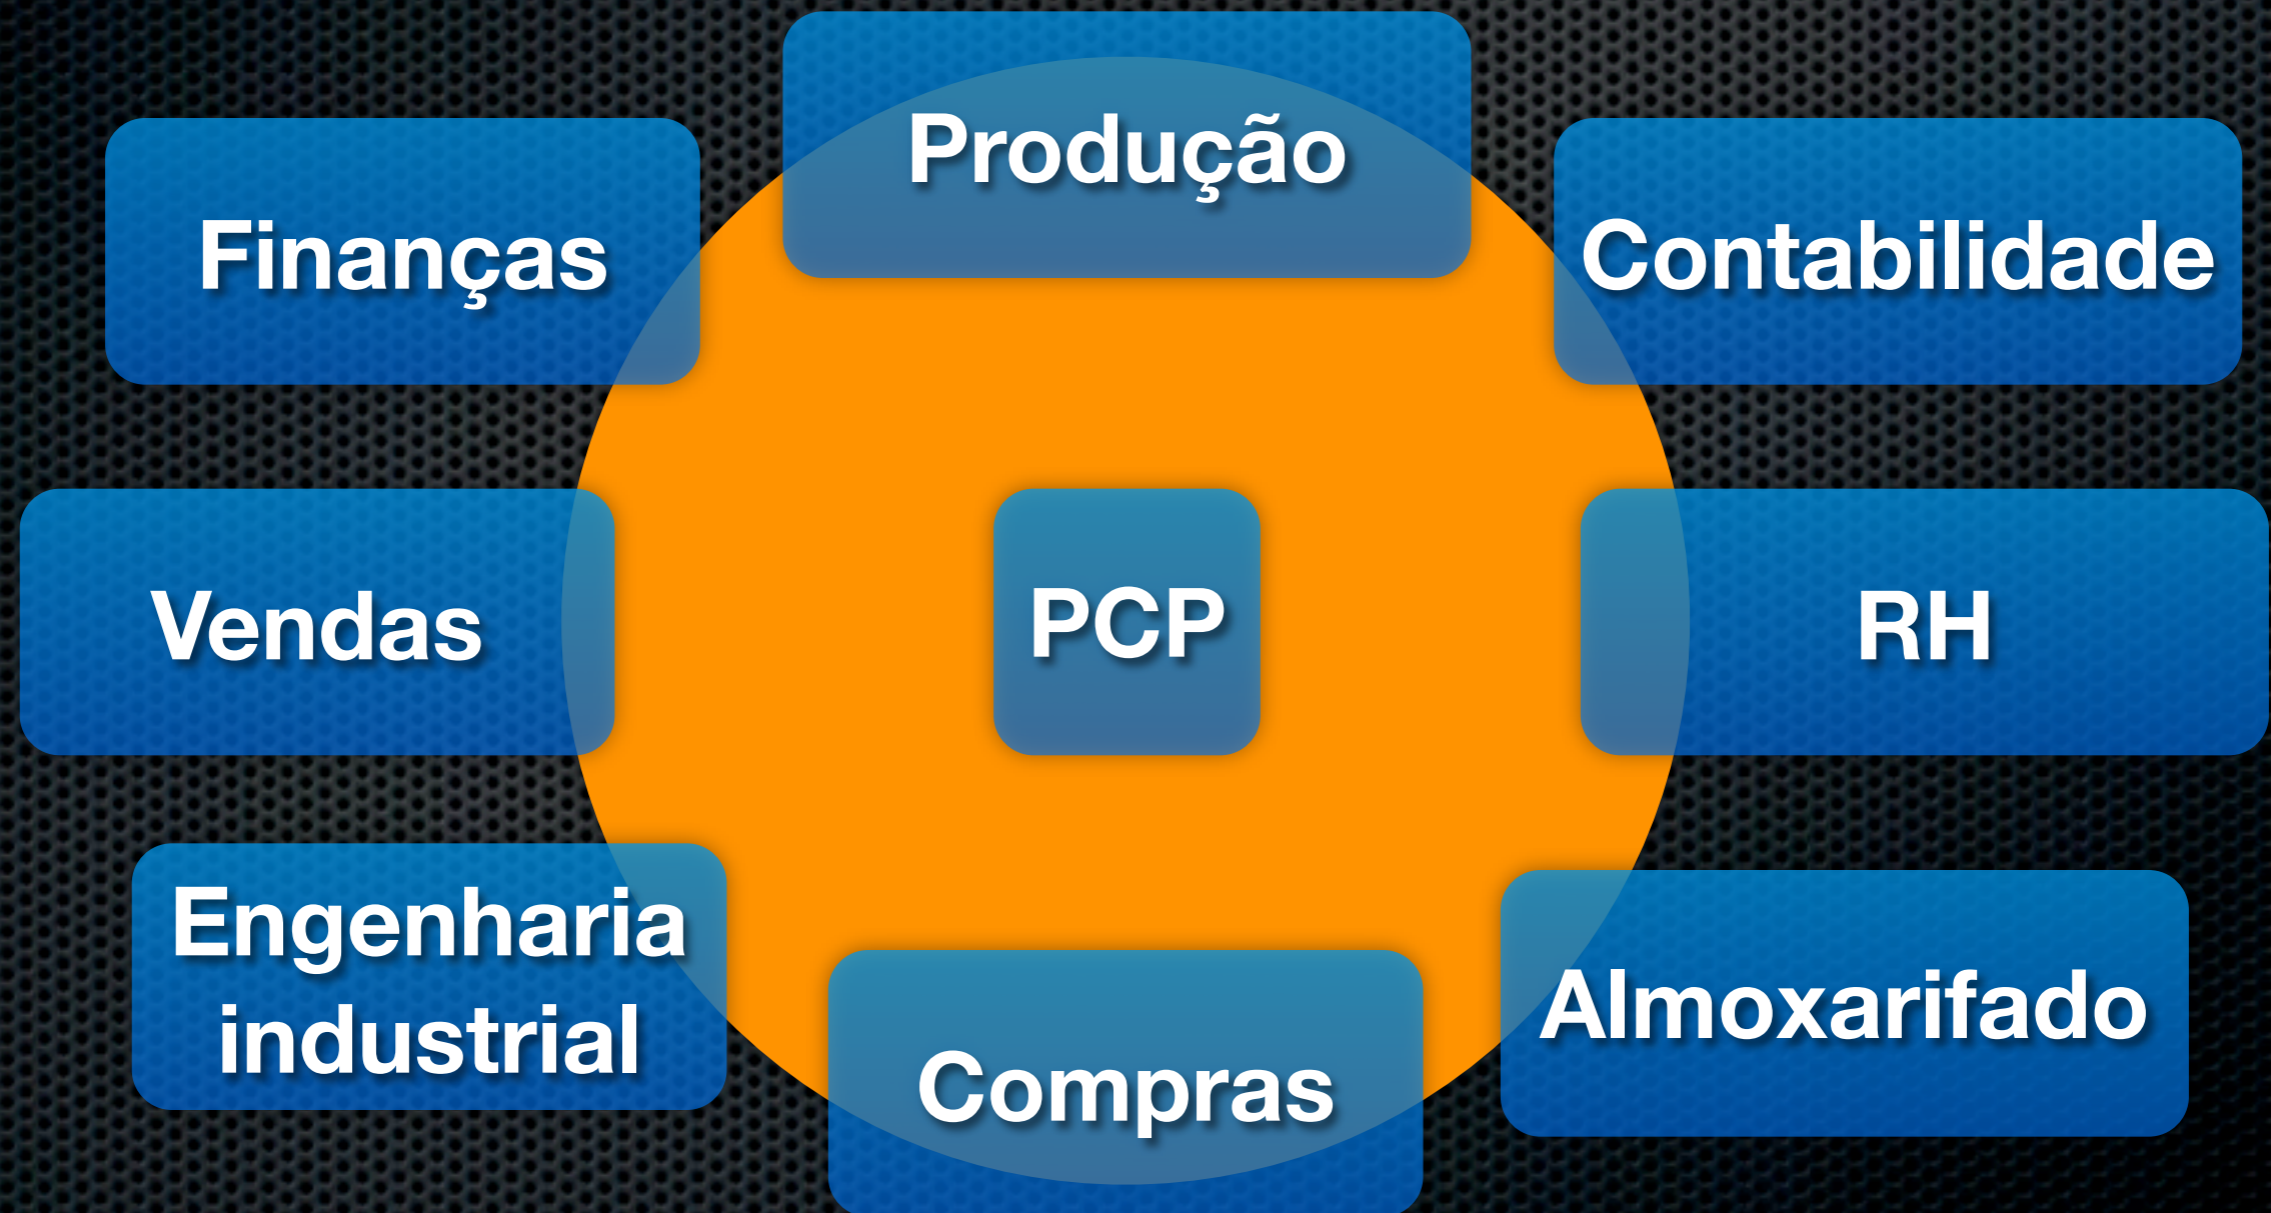 Produção
Finanças
Contabilidade
Vendas
PCP
RH
Engenharia
industrial
Almoxarifado
Compras